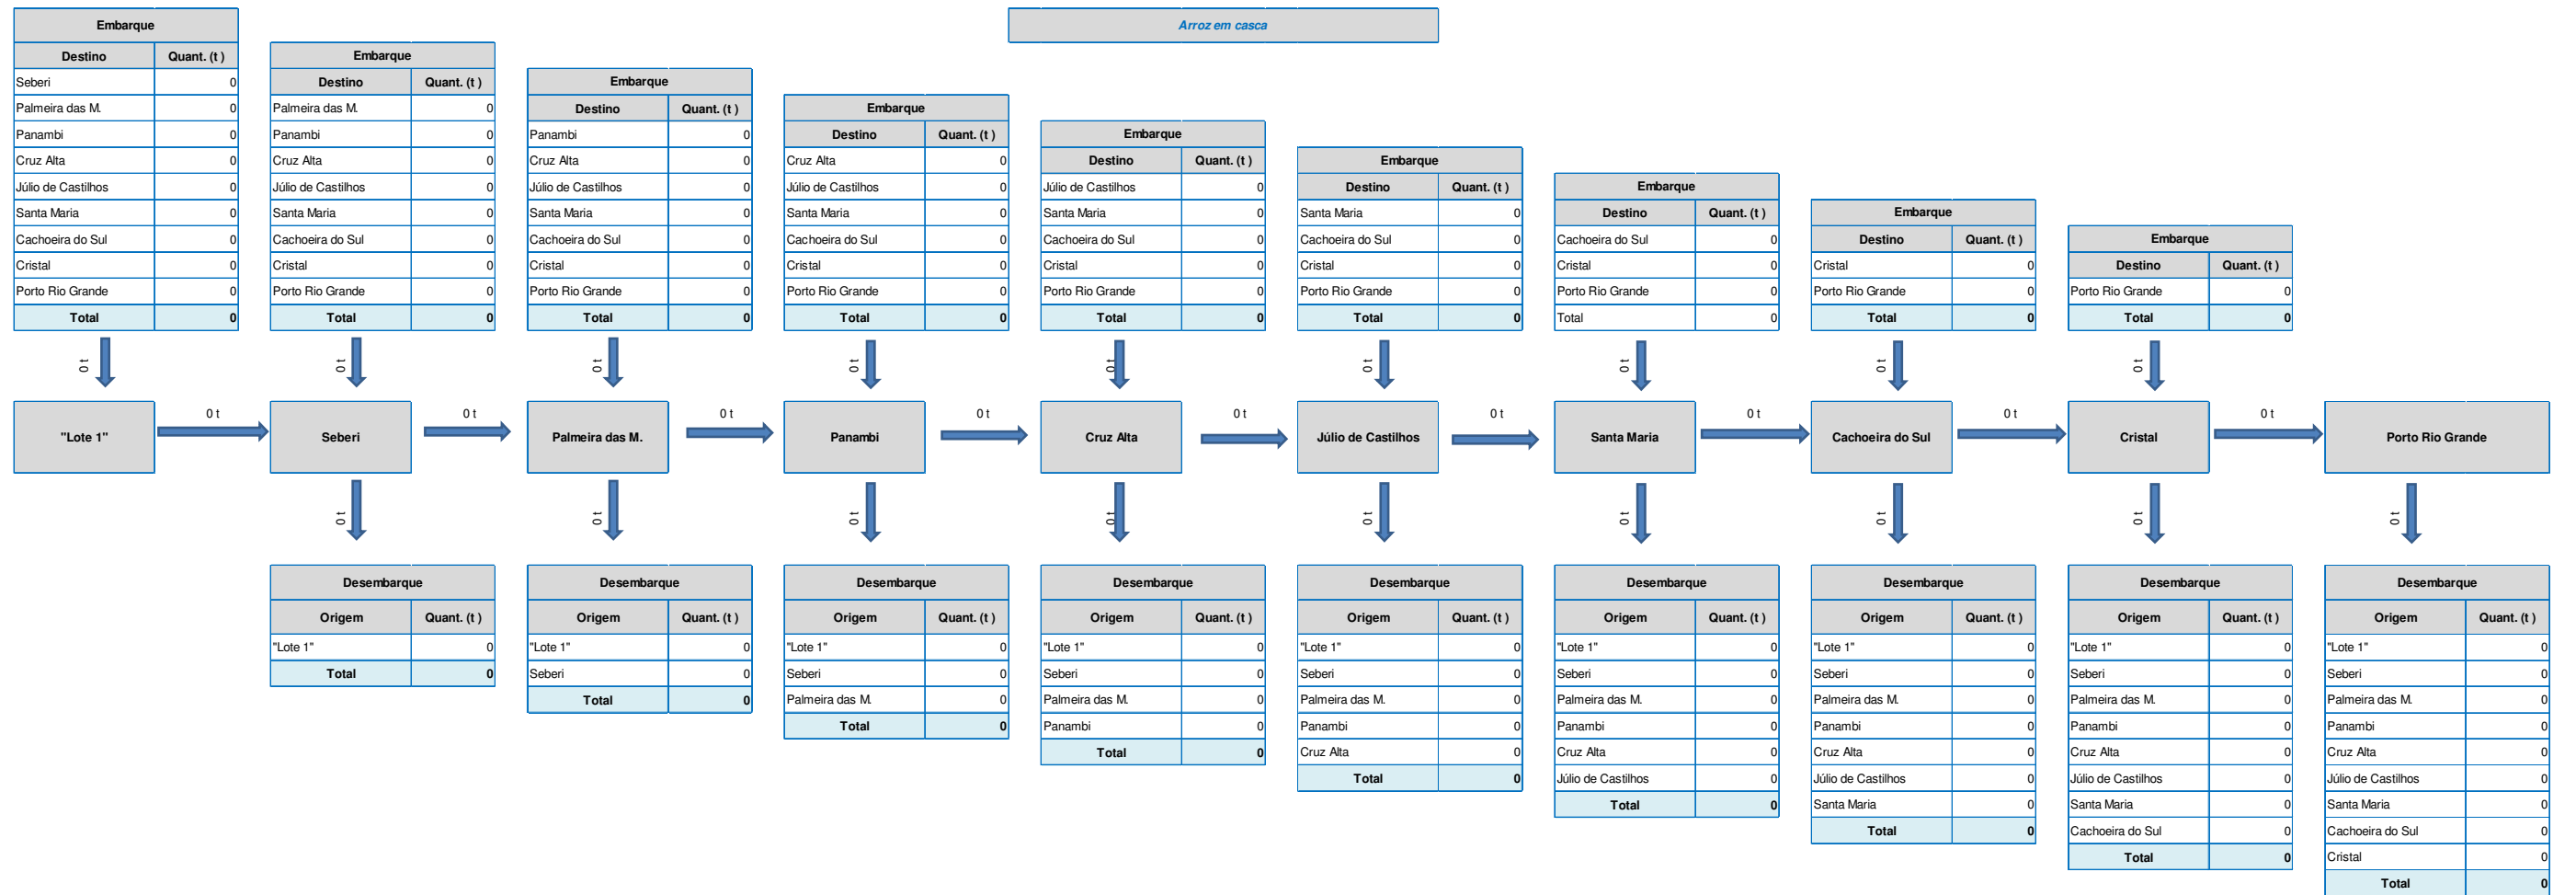 Arroz em casca
Embarque
Destino Quant. (t )
Seberi 0
Palmeira das M. 0
Panambi 0
Cruz Alta 0
Júlio de Castilhos 0
Santa Maria 0
Cachoeira do Sul 0
Cristal 0
Porto Rio Grande 0
Total 0
Embarque
Destino Quant. (t )
Palmeira das M. 0
Panambi 0
Cruz Alta 0
Júlio de Castilhos 0
Santa Maria 0
Cachoeira do Sul 0
Cristal 0
Porto Rio Grande 0
Total 0
Embarque
Destino Quant. (t )
Panambi 0
Cruz Alta 0
Júlio de Castilhos 0
Santa Maria 0
Cachoeira do Sul 0
Cristal 0
Porto Rio Grande 0
Total 0
Embarque
Destino Quant. (t )
Cruz Alta 0
Júlio de Castilhos 0
Santa Maria 0
Cachoeira do Sul 0
Cristal 0
Porto Rio Grande 0
Total 0
Embarque
Destino Quant. (t )
Júlio de Castilhos 0
Santa Maria 0
Cachoeira do Sul 0
Cristal 0
Porto Rio Grande 0
Total 0
Embarque
Destino Quant. (t )
Santa Maria 0
Cachoeira do Sul 0
Cristal 0
Porto Rio Grande 0
Total 0
Embarque
Destino Quant. (t )
Cachoeira do Sul 0
Cristal 0
Porto Rio Grande 0
Total 0
Embarque
Destino Quant. (t )
Cristal 0
Porto Rio Grande 0
Total 0
Embarque
Destino Quant. (t )
Porto Rio Grande 0
Total 0
0 t
0 t
0 t
0 t
0 t
0 t
0 t
0 t
0 t
"Lote 1"
0 t
Seberi
0 t
Palmeira das M.
0 t
Panambi
0 t
Cruz Alta
0 t
Júlio de Castilhos
0 t
Santa Maria
0 t
Cachoeira do Sul
0 t
Cristal
0 t
Porto Rio Grande
0 t
0 t
0 t
0 t
0 t
0 t
0 t
0 t
0 t
Desembarque
Origem Quant. (t )
"Lote 1" 0
Total 0
Desembarque
Origem Quant. (t )
"Lote 1" 0
Seberi 0
Total 0
Desembarque
Origem Quant. (t )
"Lote 1" 0
Seberi 0
Palmeira das M. 0
Total 0
Desembarque
Origem Quant. (t )
"Lote 1" 0
Seberi 0
Palmeira das M. 0
Panambi 0
Total 0
Desembarque
Origem Quant. (t )
"Lote 1" 0
Seberi 0
Palmeira das M. 0
Panambi 0
Cruz Alta 0
Total 0
Desembarque
Origem Quant. (t )
"Lote 1" 0
Seberi 0
Palmeira das M. 0
Panambi 0
Cruz Alta 0
Júlio de Castilhos 0
Total 0
Desembarque
Origem Quant. (t )
"Lote 1" 0
Seberi 0
Palmeira das M. 0
Panambi 0
Cruz Alta 0
Júlio de Castilhos 0
Santa Maria 0
Total 0
Desembarque
Origem Quant. (t )
"Lote 1" 0
Seberi 0
Palmeira das M. 0
Panambi 0
Cruz Alta 0
Júlio de Castilhos 0
Santa Maria 0
Cachoeira do Sul 0
Total 0
Desembarque
Origem Quant. (t )
"Lote 1" 0
Seberi 0
Palmeira das M. 0
Panambi 0
Cruz Alta 0
Júlio de Castilhos 0
Santa Maria 0
Cachoeira do Sul 0
Cristal 0
Total 0